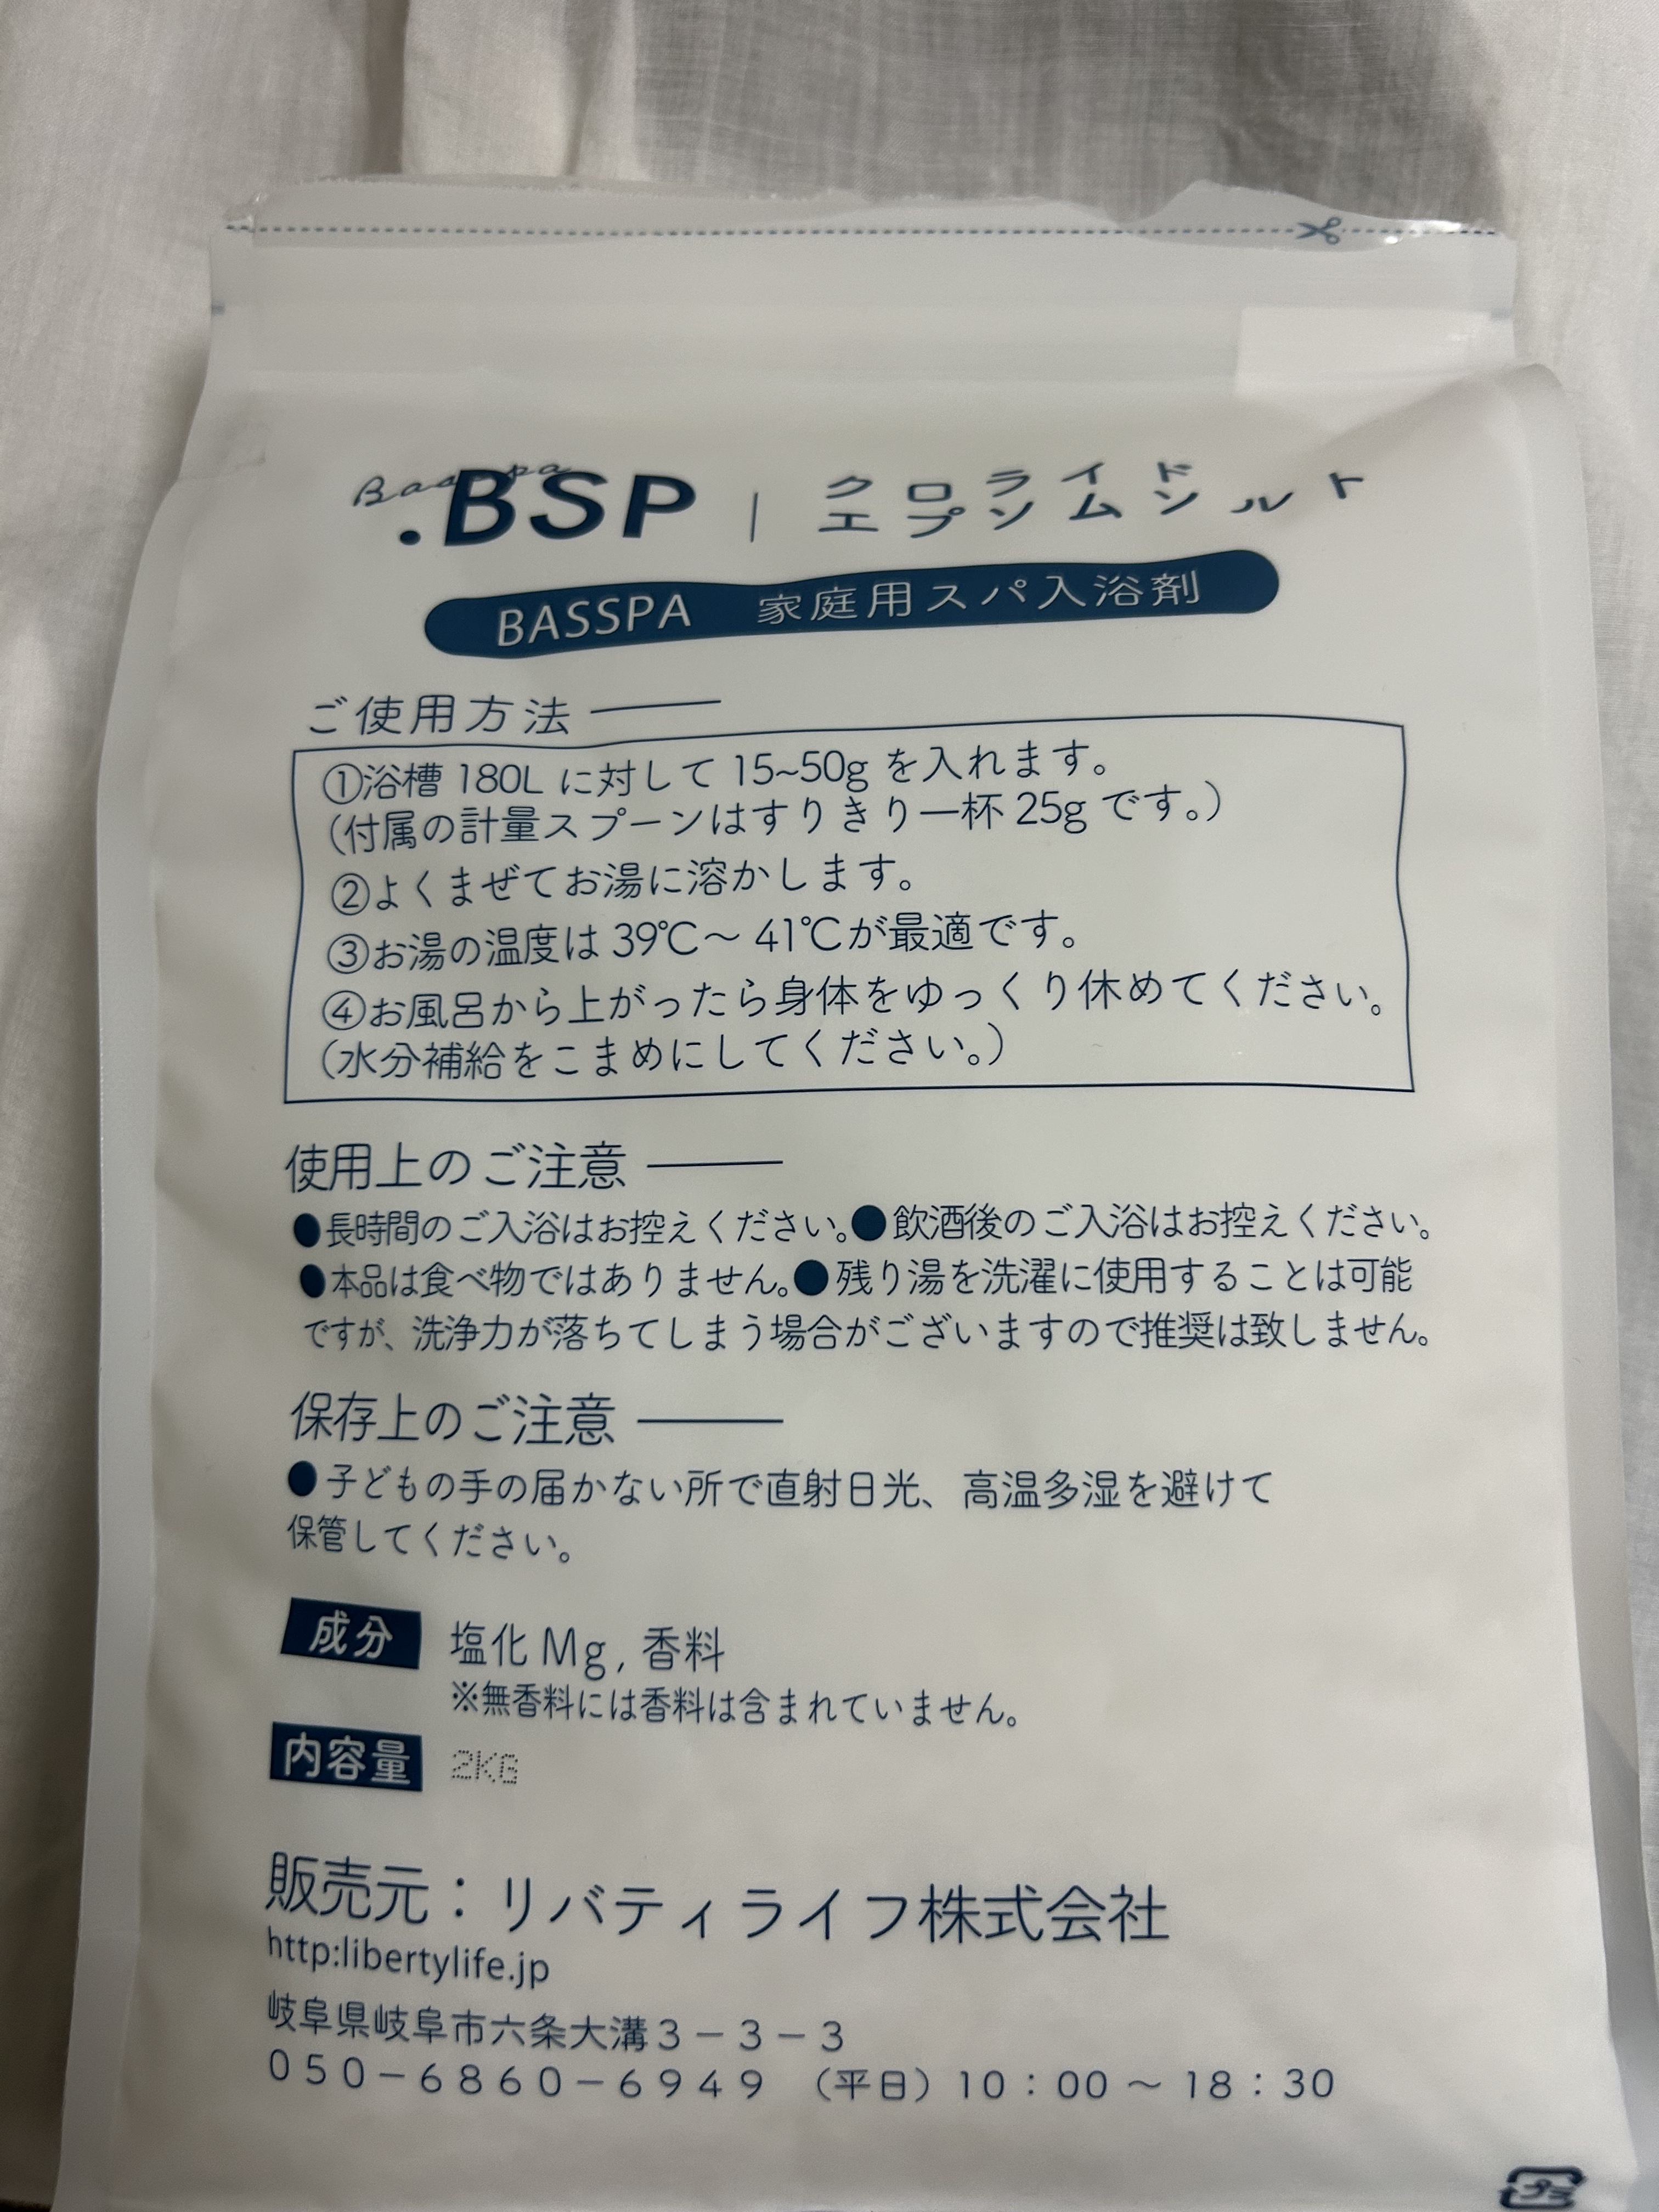 Basspa
.BSP | クロライド
エプソムソルト
BASSPA 家庭用スパ入浴剤
ご使用方法
①浴槽 180L に対して 15~50g を入れます。
(付属の計量スプーンはすりきり一杯 25g です。)
②よくまぜてお湯に溶かします。
③お湯の温度は 39℃～ 41℃が最適です。
④お風呂から上がったら身体をゆっくり休めてください。
(水分補給をこまめにしてください。)
使用上のご注意
●長時間のご入浴はお控えください。●飲酒後のご入浴はお控えください。
●本品は食べ物ではありません。●残り湯を洗濯に使用することは可能
ですが、洗浄力が落ちてしまう場合がございますので推奨は致しません。
保存上のご注意
●子どもの手の届かない所で直射日光、高温多湿を避けて
保管してください。
成分 塩化 Mg , 香料
※無香料には香料は含まれていません。
内容量 2KG
販売元：リバティライフ株式会社
http:libertylife.jp
岐阜県岐阜市六条大溝３－３－３
０５０－６８６０－６９４９ （平日）10：00 ～ 18：30
プラ